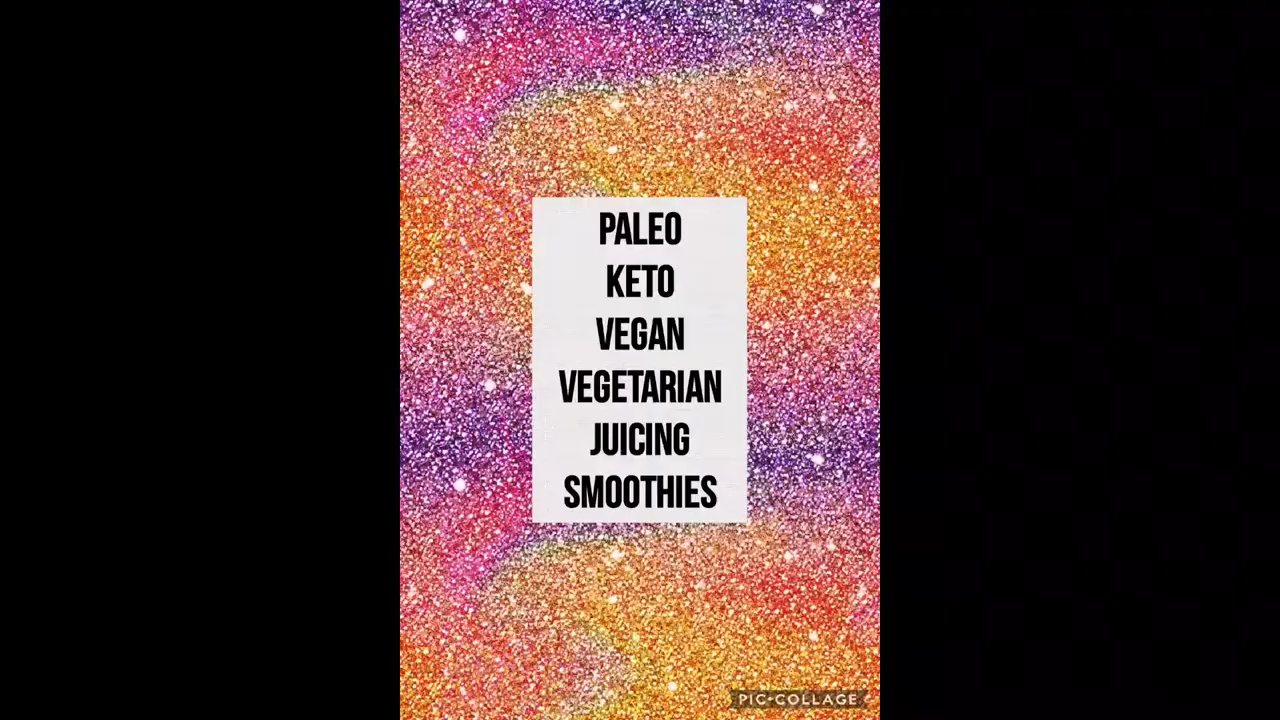 PALEO
KETO
VEGAN
VEGETARIAN
JUICING
SMOOTHIES
PIC•COLLAGE